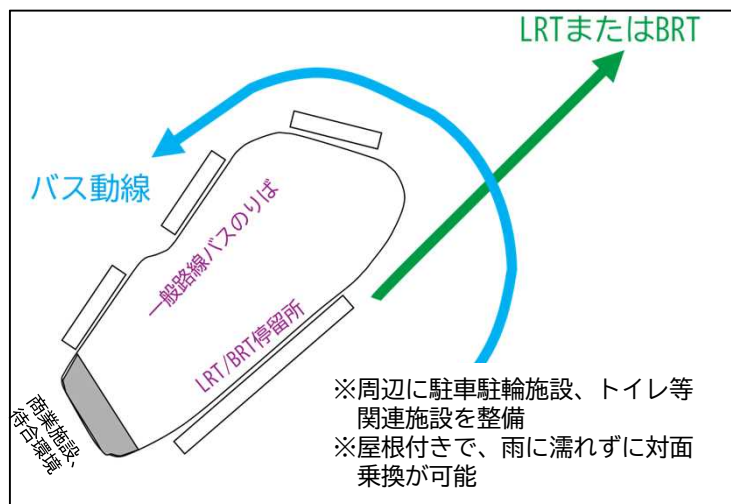 LRTまたはBRT
バス動線
一般路線バスのりば
LRT/BRT停留所
商業施設、
待合環境
※周辺に駐車駐輪施設、トイレ等
関連施設を整備
※屋根付きで、雨に濡れずに対面
乗換が可能